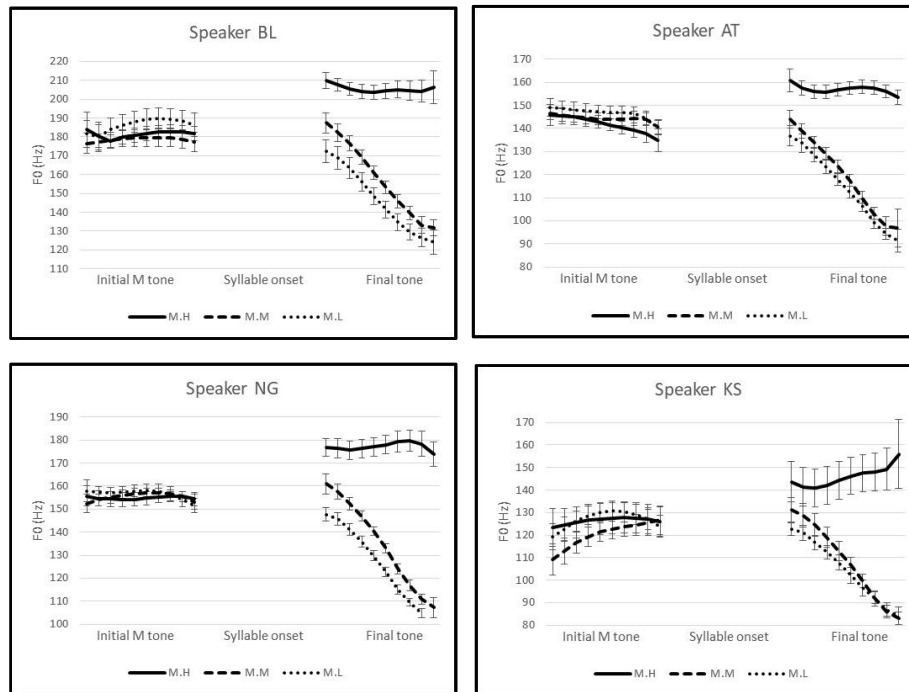 Speaker BL
F0 (Hz)
210
200
190
180
170
160
150
140
130
120
110
220
Initial M tone Syllable onset Final tone
M.H M.M M.L
Speaker AT
F0 (Hz)
170
160
150
140
130
120
110
100
90
80
Initial M tone Syllable onset Final tone
M.H M.M M.L
Speaker NG
F0 (Hz)
190
180
170
160
150
140
130
120
110
100
Initial M tone Syllable onset Final tone
M.H M.M M.L
Speaker KS
F0 (Hz)
170
160
150
140
130
120
110
100
90
80
Initial M tone Syllable onset Final tone
M.H M.M M.L